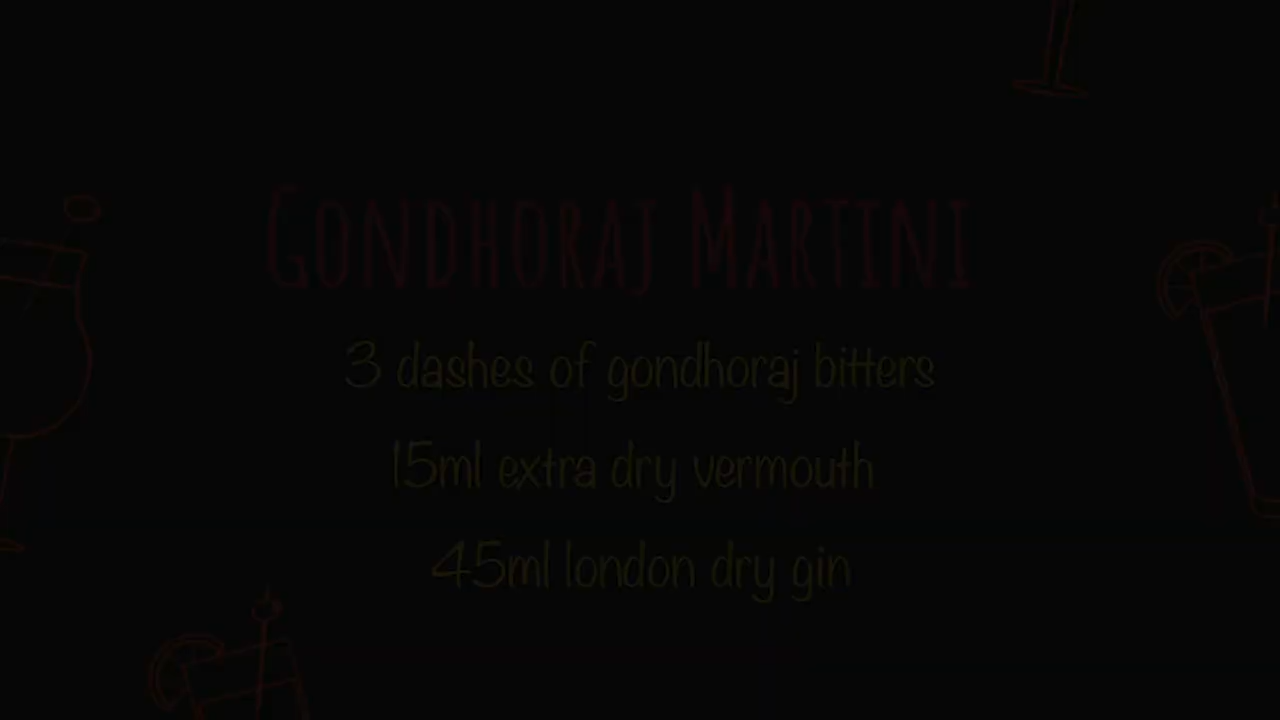 GONDHORAJ MARTINI
3 dashes of gondhoraj bitters
15ml extra dry vermouth
45ml london dry gin